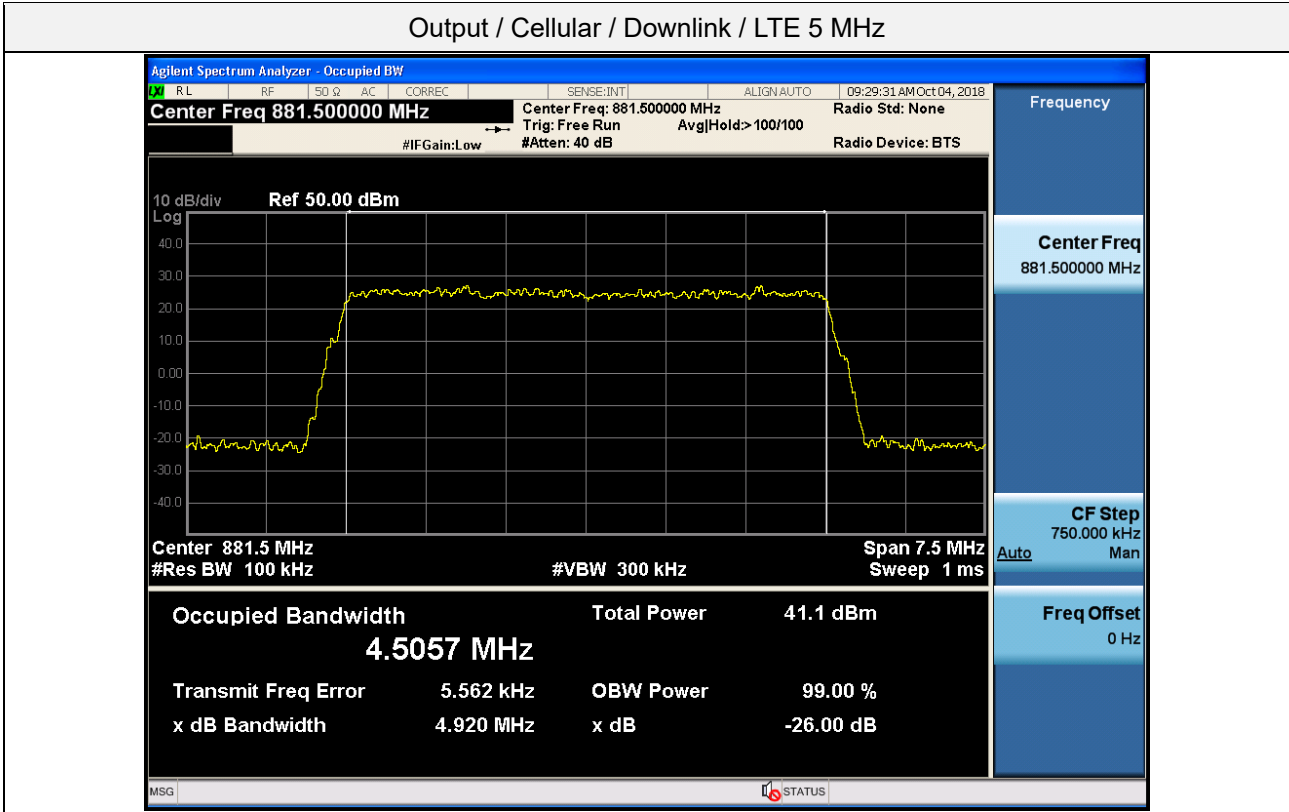 Output / Cellular / Downlink / LTE 5 MHz
Agilent Spectrum Analyzer - Occupied BW
LXI RL RF 50 Ω AC CORREC SENSE:INT ALIGN AUTO 09:29:31 AM Oct 04, 2018
Center Freq 881.500000 MHz Center Freq: 881.500000 MHz Radio Std: None
Trig: Free Run Avg|Hold:>100/100
#IFGain:Low #Atten: 40 dB Radio Device: BTS
Frequency
10 dB/div Ref 50.00 dBm
Log
40.0
30.0
20.0
10.0
0.00
-10.0
-20.0
-30.0
-40.0
Center 881.5 MHz Span 7.5 MHz
#Res BW 100 kHz #VBW 300 kHz Sweep 1 ms
Center Freq
881.500000 MHz
CF Step
750.000 kHz
Auto Man
Freq Offset
0 Hz
Occupied Bandwidth Total Power 41.1 dBm
4.5057 MHz
Transmit Freq Error 5.562 kHz OBW Power 99.00 %
x dB Bandwidth 4.920 MHz x dB -26.00 dB
MSG STATUS